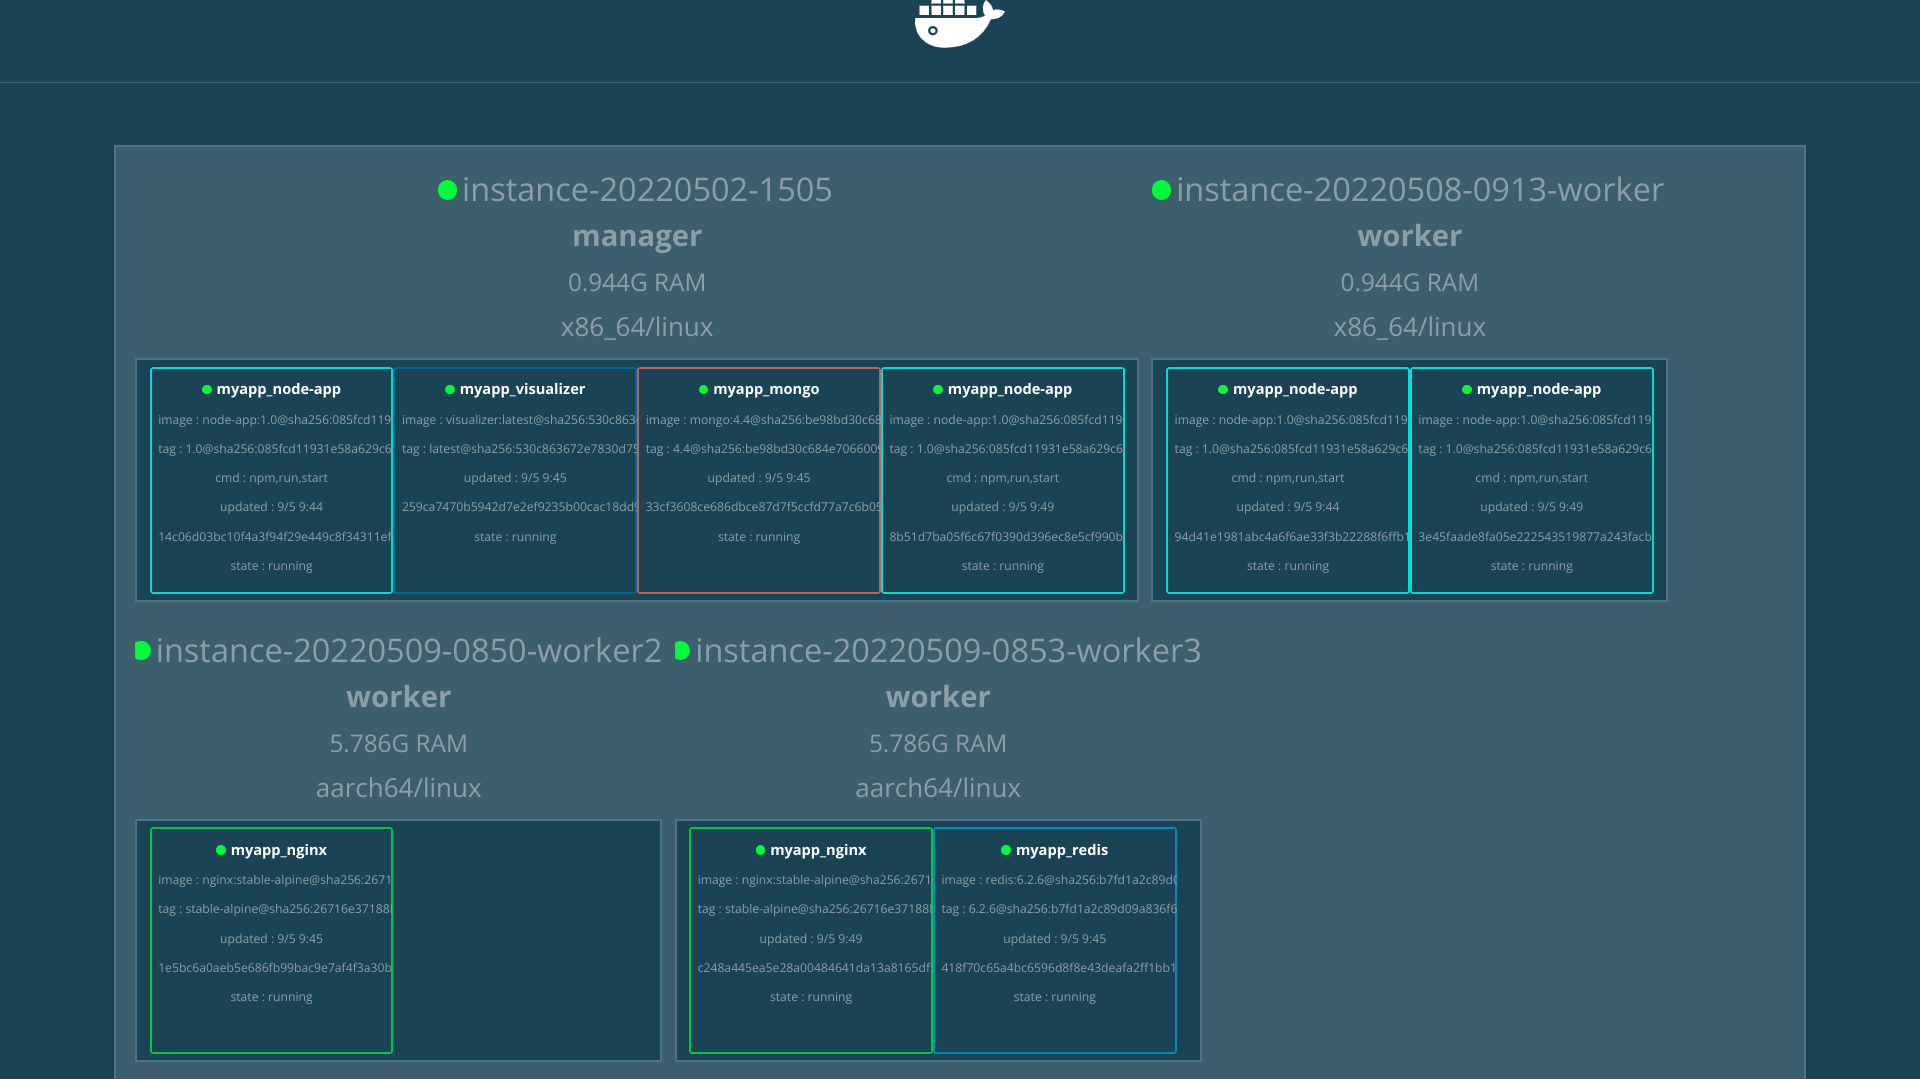 instance-20220502-1505
manager
0.944G RAM
x86_64/linux
myapp_node-app
image : node-app:1.0@sha256:085fcd119
tag : 1.0@sha256:085fcd11931e58a629c6
cmd : npm,run,start
updated : 9/5 9:44
14c06d03bc10f4a3f94f29e449c8f34311ef
state : running
myapp_visualizer
image : visualizer:latest@sha256:530c863
tag : latest@sha256:530c863672e7830d75
updated : 9/5 9:45
259ca7470b5942d7e2ef9235b00cac18dd9
state : running
myapp_mongo
image : mongo:4.4@sha256:be98bd30c68
tag : 4.4@sha256:be98bd30c684e7066009
updated : 9/5 9:45
33cf3608ce686dbce87d7f5ccfd77a7c6b05
state : running
myapp_node-app
image : node-app:1.0@sha256:085fcd119
tag : 1.0@sha256:085fcd11931e58a629c6
cmd : npm,run,start
updated : 9/5 9:49
8b51d7ba05f6c67f0390d396ec8e5cf990b
state : running
instance-20220508-0913-worker
worker
0.944G RAM
x86_64/linux
myapp_node-app
image : node-app:1.0@sha256:085fcd119
tag : 1.0@sha256:085fcd11931e58a629c6
cmd : npm,run,start
updated : 9/5 9:44
94d41e1981abc4a6f6ae33f3b22288f6ffb1
state : running
myapp_node-app
image : node-app:1.0@sha256:085fcd119
tag : 1.0@sha256:085fcd11931e58a629c6
cmd : npm,run,start
updated : 9/5 9:49
3e45faade8fa05e222543519877a243facb
state : running
instance-20220509-0850-worker2
worker
5.786G RAM
aarch64/linux
myapp_nginx
image : nginx:stable-alpine@sha256:2671
tag : stable-alpine@sha256:26716e37188
updated : 9/5 9:45
1e5bc6a0aeb5e686fb99bac9e7af4f3a30b
state : running
instance-20220509-0853-worker3
worker
5.786G RAM
aarch64/linux
myapp_nginx
image : nginx:stable-alpine@sha256:2671
tag : stable-alpine@sha256:26716e37188
updated : 9/5 9:49
c248a445ea5e28a00484641da13a8165df
state : running
myapp_redis
image : redis:6.2.6@sha256:b7fd1a2c89d0
tag : 6.2.6@sha256:b7fd1a2c89d09a836f6
updated : 9/5 9:45
418f70c65a4bc6596d8f8e43deafa2ff1bb1
state : running